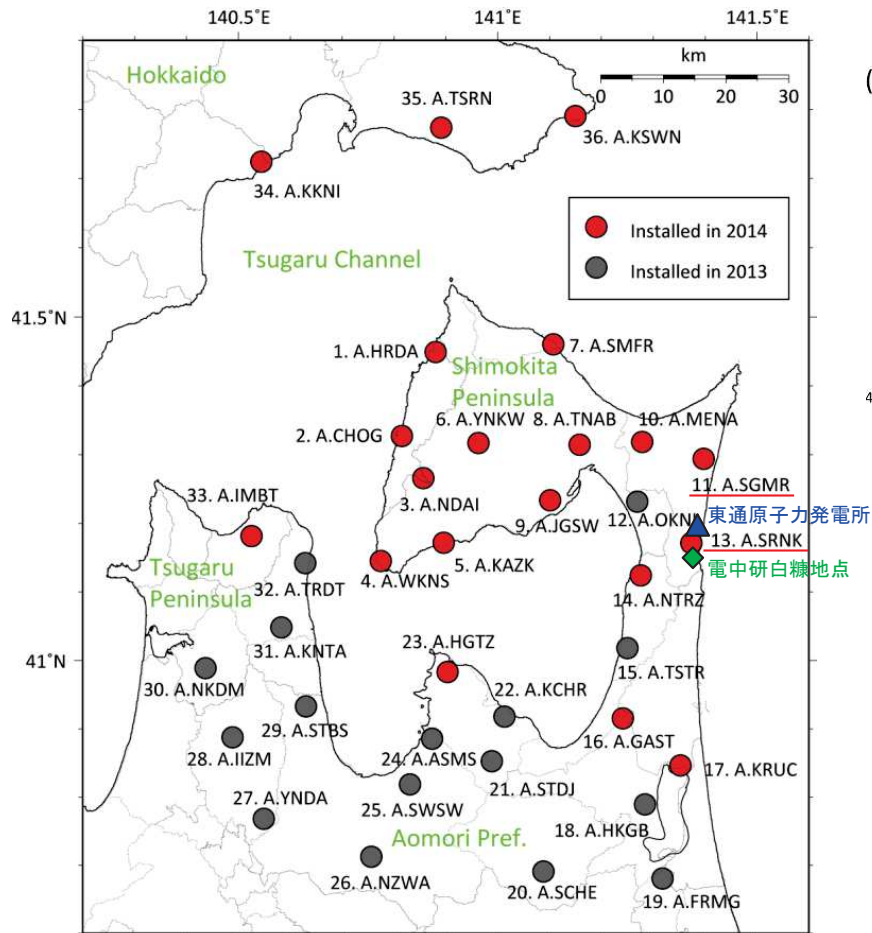 140.5˚E
141˚E
141.5˚E
km
0
10
20
30
Hokkaido
35. A.TSRN
36. A.KSWN
34. A.KKNI
Installed in 2014
Installed in 2013
Tsugaru Channel
41.5˚N
1. A.HRDA
7. A.SMFR
Shimokita
Peninsula
6. A.YNKW
8. A.TNAB
10. A.MENA
2. A.CHOG
3. A.NDAI
11. A.SGMR
33. A.IMBT
9. A.JGSW
12. A.OKNI
東通原子力発電所
13. A.SRNK
4. A.WKNS
5. A.KAZK
電中研白糠地点
Tsugaru
Peninsula
32. A.TRDT
14. A.NTRZ
31. A.KNTA
23. A.HGTZ
41˚N
15. A.TSTR
30. A.NKDM
22. A.KCHR
29. A.STBS
16. A.GAST
28. A.IIZM
24. A.ASMS
17. A.KRUC
21. A.STDJ
27. A.YNDA
25. A.SWSW
18. A.HKGB
Aomori Pref.
26. A.NZWA
20. A.SCHE
19. A.FRMG
(
4